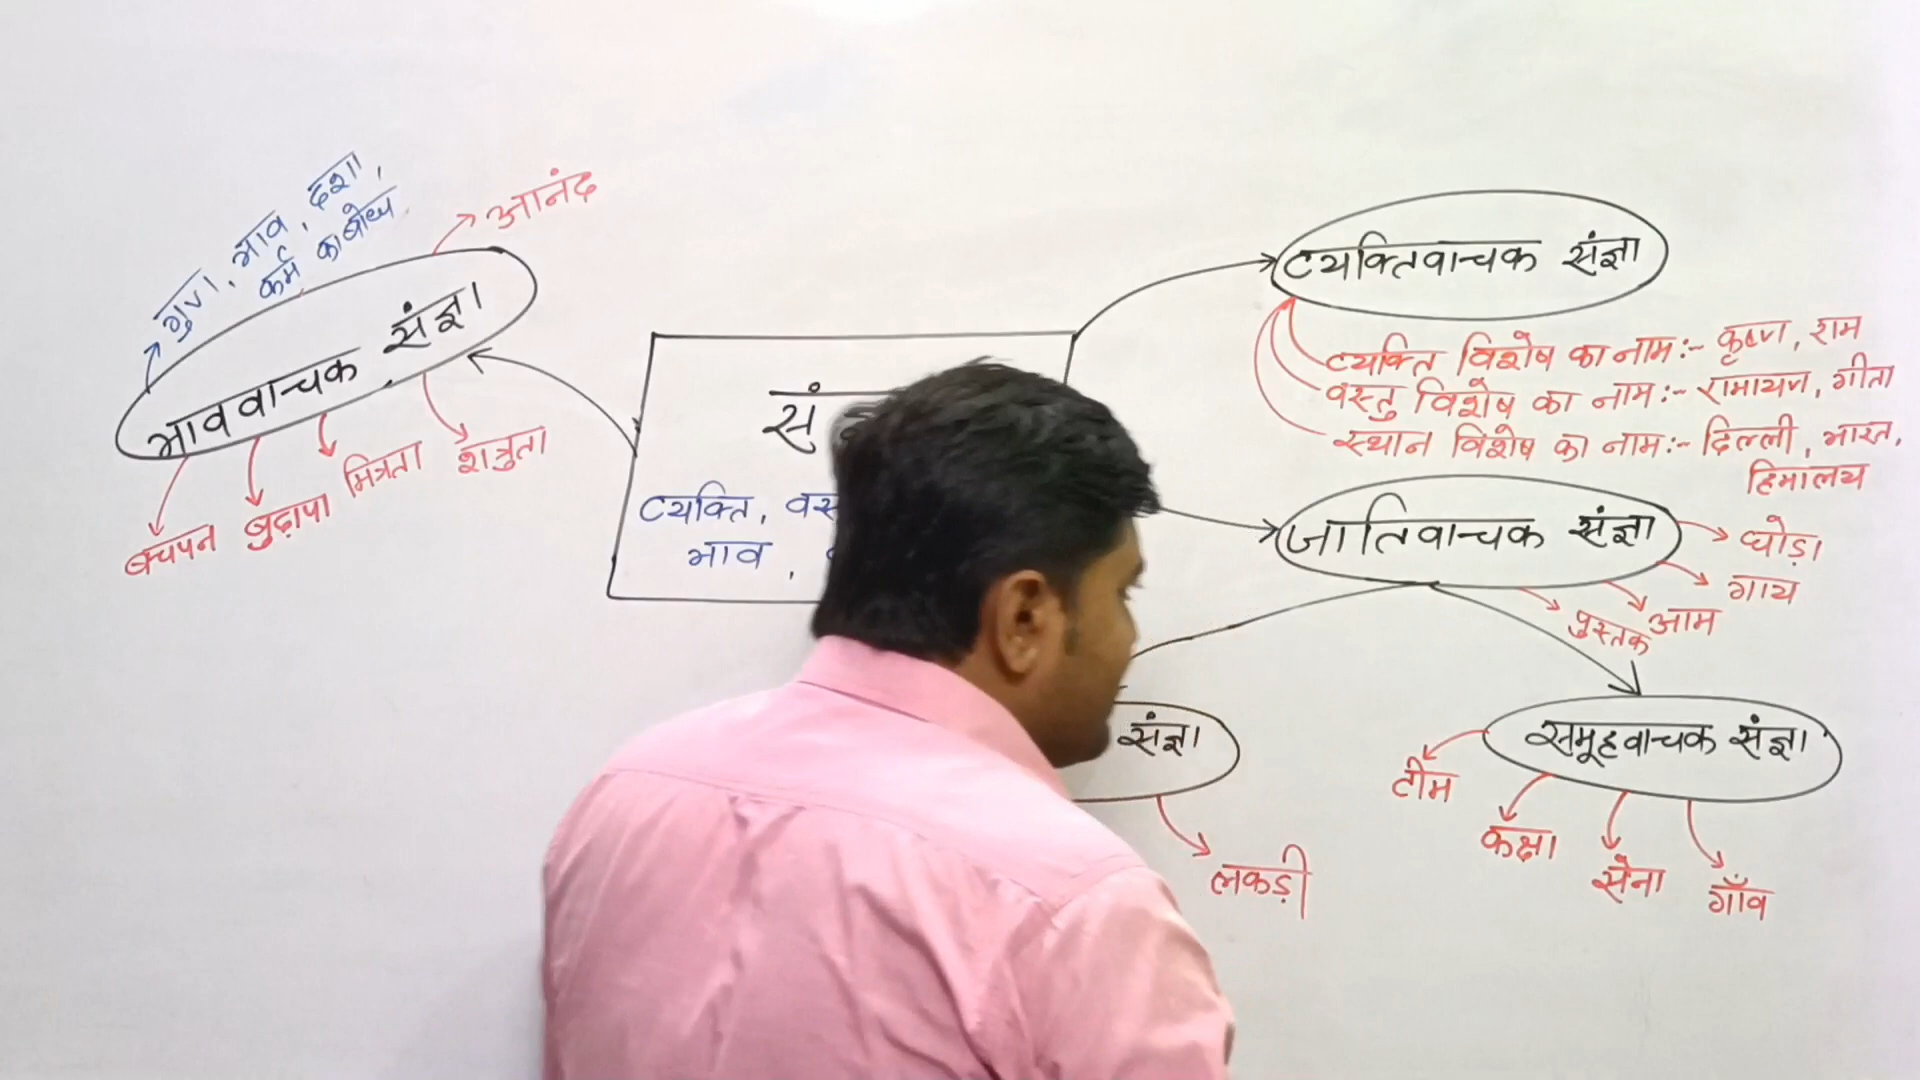 गुण, भाव, दशा,
कर्म का बोध
आनंद
भाववाचक संज्ञा
बचपन
बुढ़ापा
मित्रता
शत्रुता
व्यक्ति,
भाव,
व्यक्तिवाचक संज्ञा
व्यक्ति विशेष का नाम:- कृष्ण, राम
वस्तु विशेष का नाम:- रामायण, गीता
स्थान विशेष का नाम:- दिल्ली, भारत,
हिमालय
जातिवाचक संज्ञा
घोड़ा
गाय
आम
पुस्तक
संज्ञा
लकड़ी
समूहवाचक संज्ञा
टीम
कक्षा
सेना
गाँव